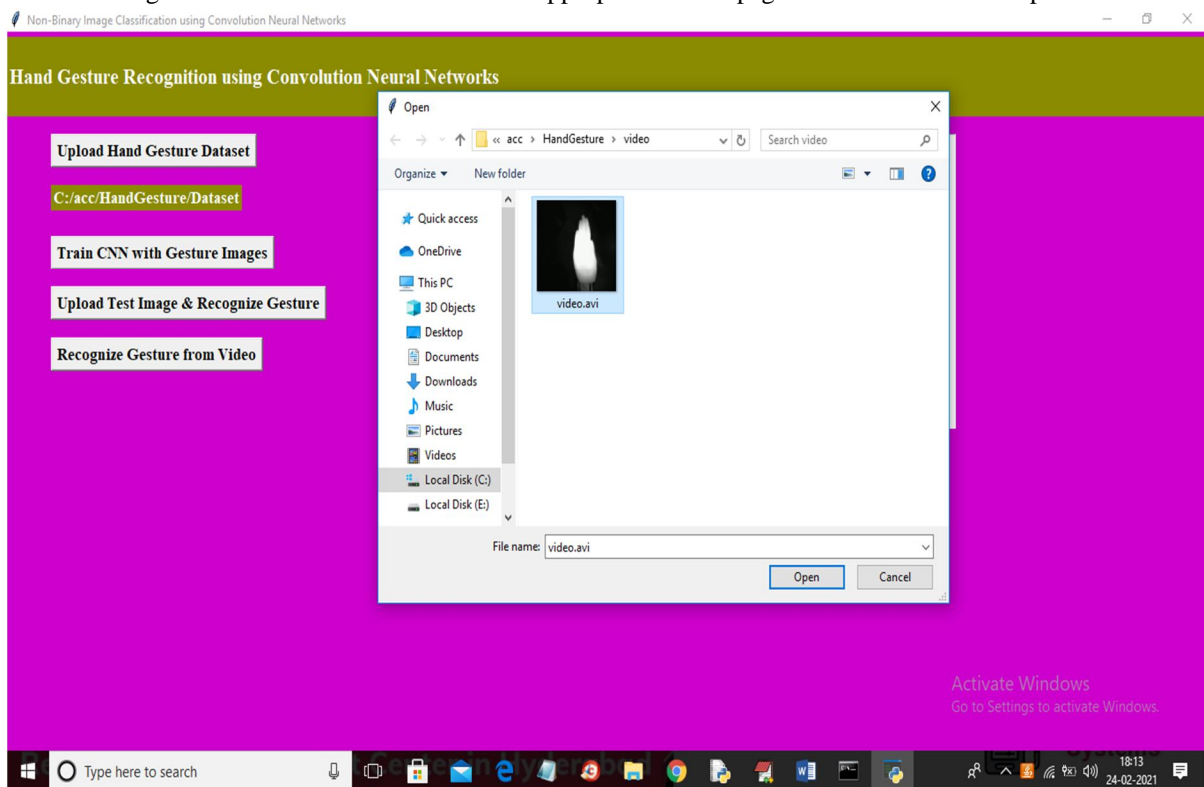 Non-Binary Image Classification using Convolution Neural Networks
Hand Gesture Recognition using Convolution Neural Networks
Upload Hand Gesture Dataset
C:/acc/HandGesture/Dataset
Train CNN with Gesture Images
Upload Test Image & Recognize Gesture
Recognize Gesture from Video
Open
« acc › HandGesture › video
Search video
Organize
New folder
Quick access
OneDrive
This PC
3D Objects
Desktop
Documents
Downloads
Music
Pictures
Videos
Local Disk (C:)
Local Disk (E:)
video.avi
File name: video.avi
Open
Cancel
Activate Windows
Go to Settings to activate Windows.
Type here to search
18:13
24-02-2021